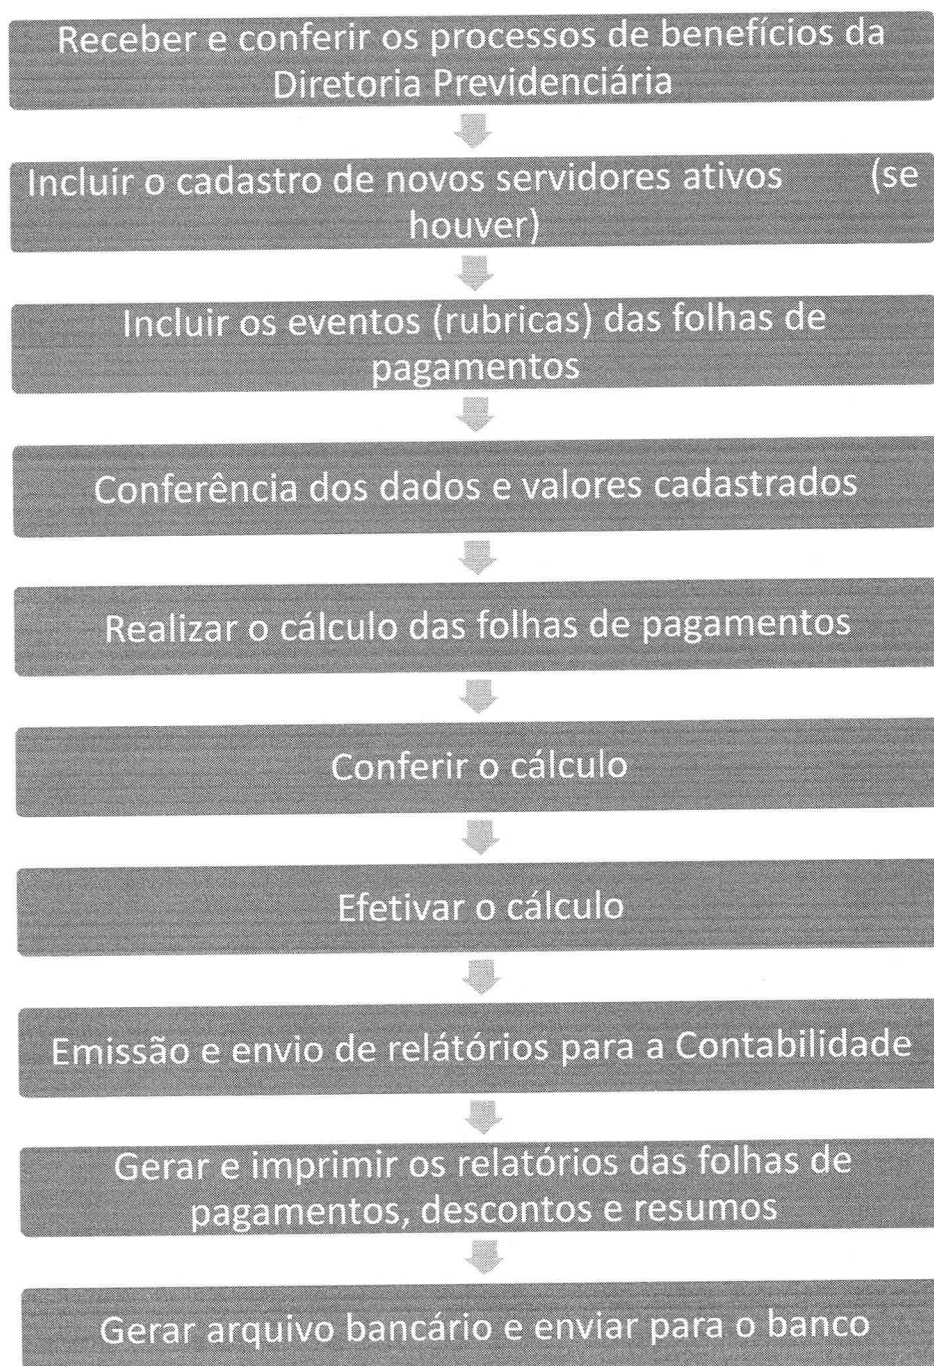 Receber e conferir os processos de benefícios da
Diretoria Previdenciária
Incluir o cadastro de novos servidores ativos (se
houver)
Incluir os eventos (rubricas) das folhas de
pagamentos
Conferência dos dados e valores cadastrados
Realizar o cálculo das folhas de pagamentos
Conferir o cálculo
Efetivar o cálculo
Emissão e envio de relátórios para a Contabilidade
Gerar e imprimir os relatórios das folhas de
pagamentos, descontos e resumos
Gerar arquivo bancário e enviar para o banco